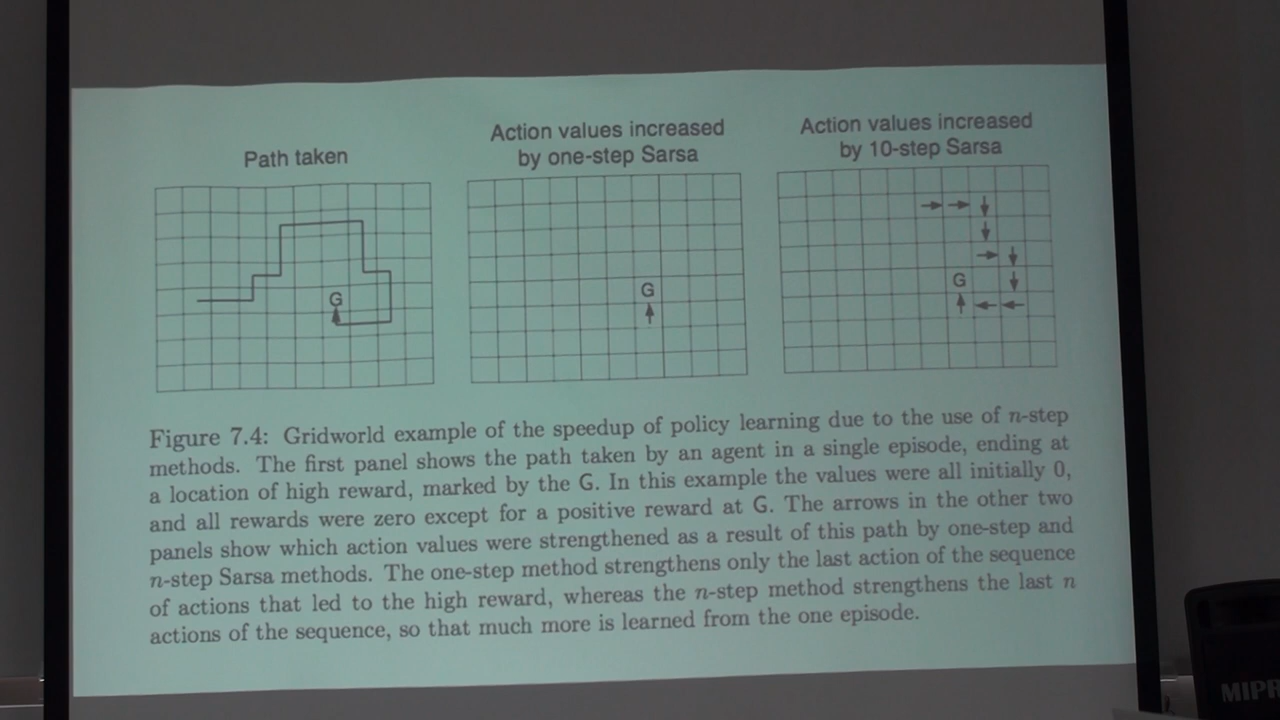 Path taken
G
Action values increased
by one-step Sarsa
G
Action values increased
by 10-step Sarsa
G
Figure 7.4: Gridworld example of the speedup of policy learning due to the use of n-step
methods. The first panel shows the path taken by an agent in a single episode, ending at
a location of high reward, marked by the G. In this example the values were all initially 0,
and all rewards were zero except for a positive reward at G. The arrows in the other two
panels show which action values were strengthened as a result of this path by one-step and
n-step Sarsa methods. The one-step method strengthens only the last action of the sequence
of actions that led to the high reward, whereas the n-step method strengthens the last n
actions of the sequence, so that much more is learned from the one episode.